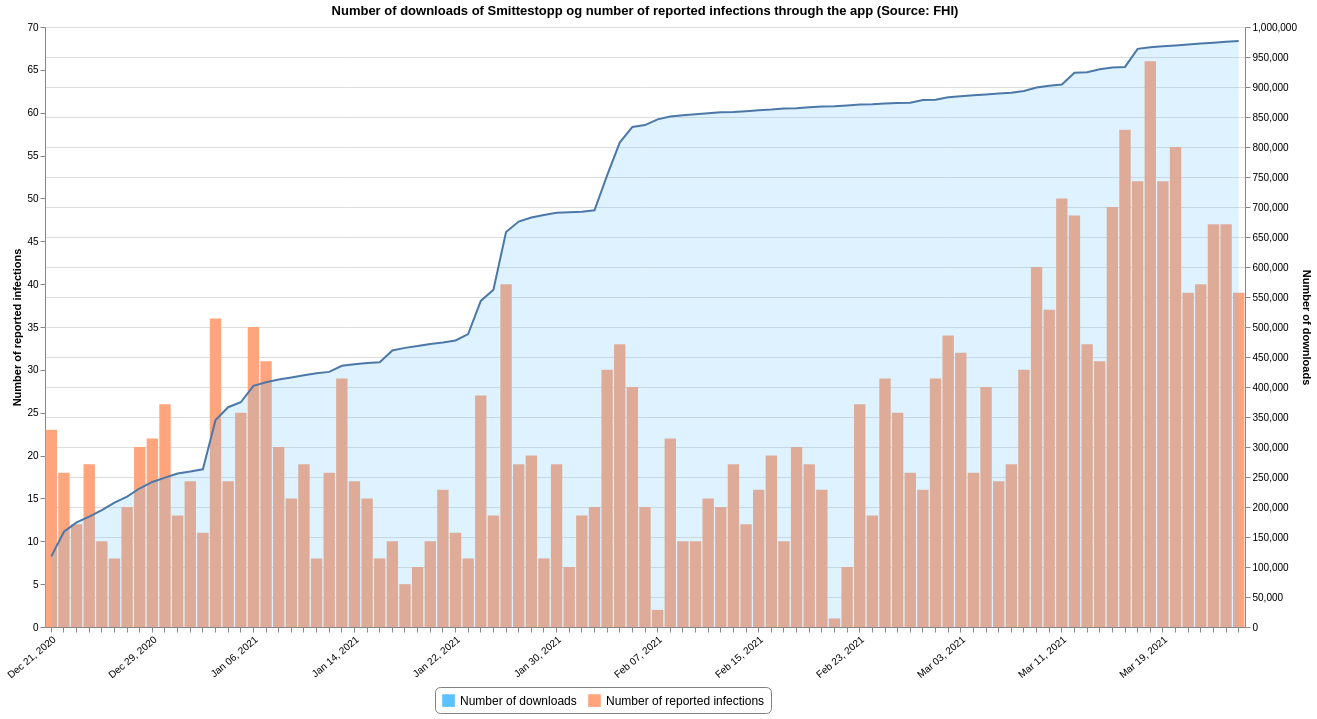 Number of downloads of Smittestopp og number of reported infections through the app (Source: FHI)
Number of reported infections
70
65
60
55
50
45
40
35
30
25
20
15
10
5
0
1,000,000
950,000
900,000
850,000
800,000
750,000
700,000
650,000
600,000
550,000
500,000
450,000
400,000
350,000
300,000
250,000
200,000
150,000
100,000
50,000
0
Number of downloads
Dec 21, 2020
Dec 29, 2020
Jan 06, 2021
Jan 14, 2021
Jan 22, 2021
Jan 30, 2021
Feb 07, 2021
Feb 15, 2021
Feb 23, 2021
Mar 03, 2021
Mar 11, 2021
Mar 19, 2021
Number of downloads
Number of reported infections